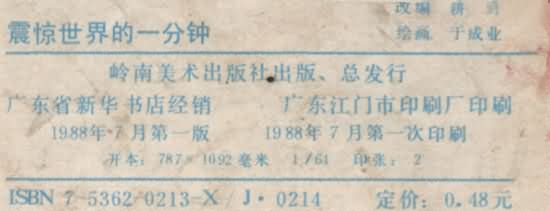 改编 耕 勇
震惊世界的一分钟
绘画 于成业
岭南美术出版社出版、总发行
广东省新华书店经销 广东江门市印刷厂印刷
1988年7月第一版 1988年7月第一次印刷
开本: 787×1092毫米 1/64 印张: 2
ISBN 7-5362-0213-X/J·0214 定价: 0.48元